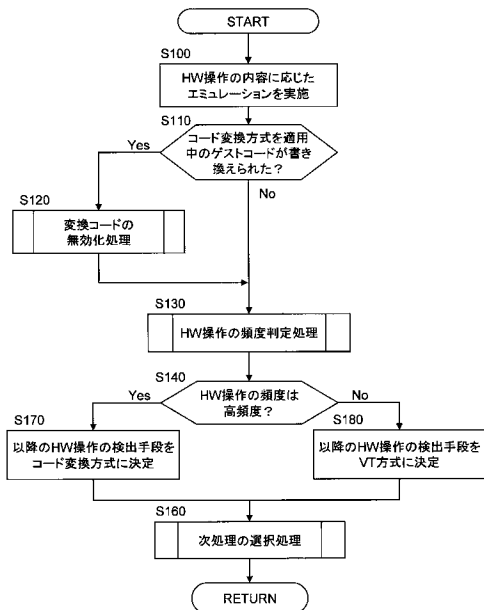 START
S100
HW操作の内容に応じた
エミュレーションを実施
S110
コード変換方式を適用
中のゲストコードが書き
換えられた？
Yes
No
S120
変換コードの
無効化処理
S130
HW操作の頻度判定処理
S140
HW操作の頻度は
高頻度？
Yes
No
S170
以降のHW操作の検出手段を
コード変換方式に決定
S180
以降のHW操作の検出手段を
VT方式に決定
S160
次処理の選択処理
RETURN